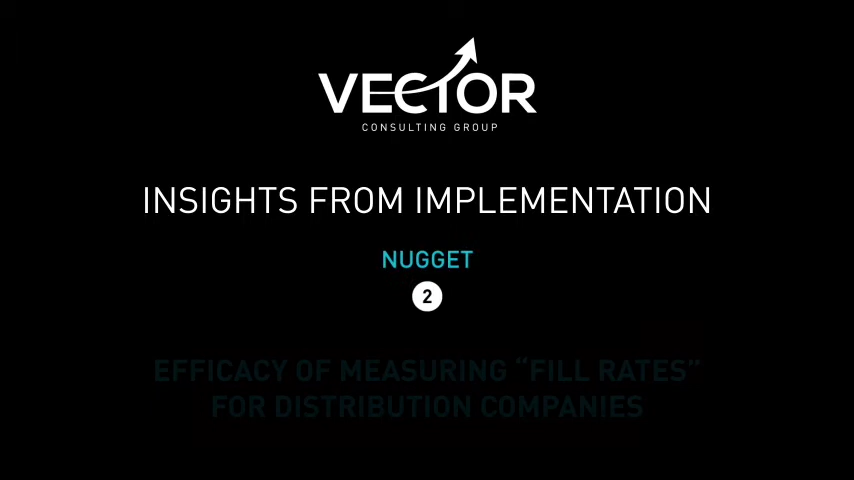 VECTOR
CONSULTING GROUP
INSIGHTS FROM IMPLEMENTATION
NUGGET
2
EFFICACY OF MEASURING “FILL RATES”
FOR DISTRIBUTION COMPANIES